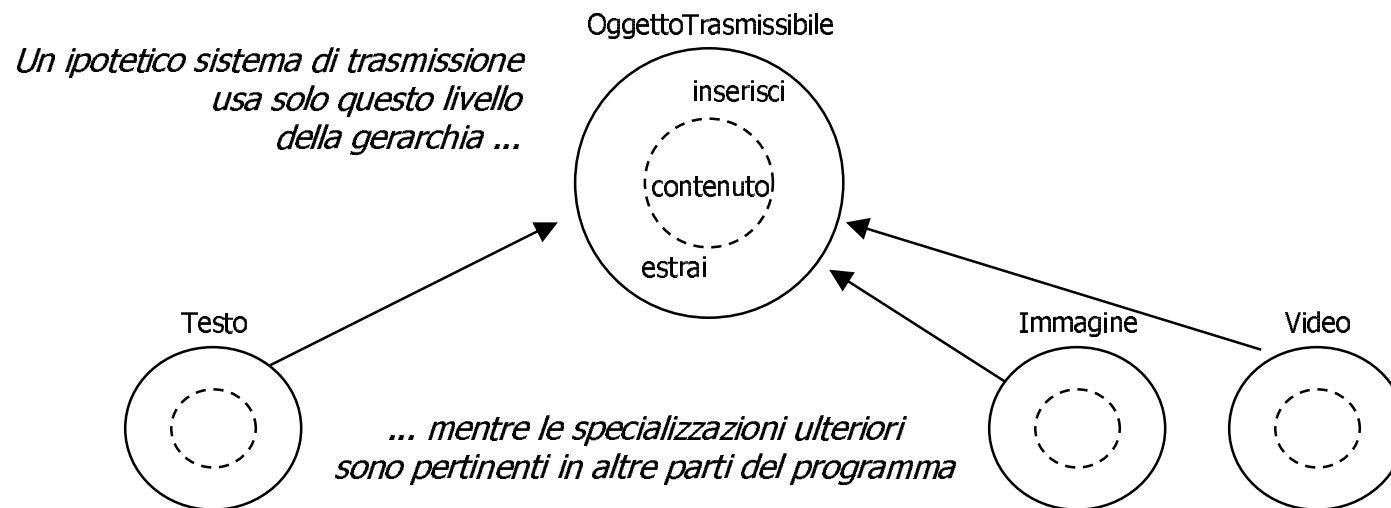 OggettoTrasmissibile
Un ipotetico sistema di trasmissione
usa solo questo livello
della gerarchia ...
inserisci
contenuto
estrai
Testo
Immagine
Video
... mentre le specializzazioni ulteriori
sono pertinenti in altre parti del programma